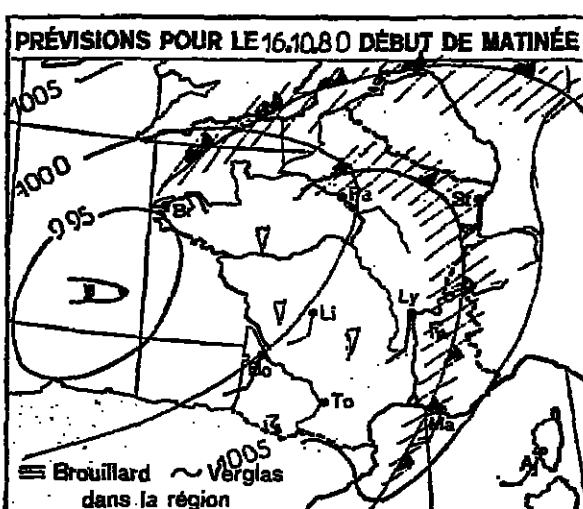 PRÉVISIONS POUR LE 16.10.80 DÉBUT DE MATINÉE
1005
1000
995
Br
Pa
St
D
Li
Ly
Bo
To
Ma
1005
Aj
Brouillard Verglas
dans la région